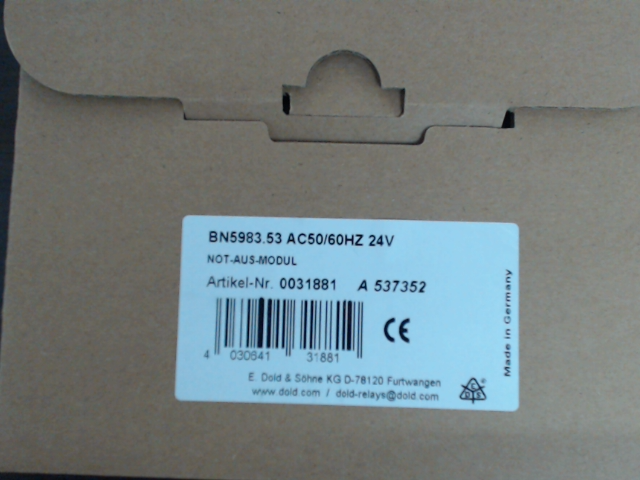 BN5983.53 AC50/60HZ 24V
NOT-AUS-MODUL
Artikel-Nr. 0031881 A 537352
4 030641 31881
E. Dold & Söhne KG D-78120 Furtwangen
www.dold.com / dold-relays@dold.com
Made in Germany